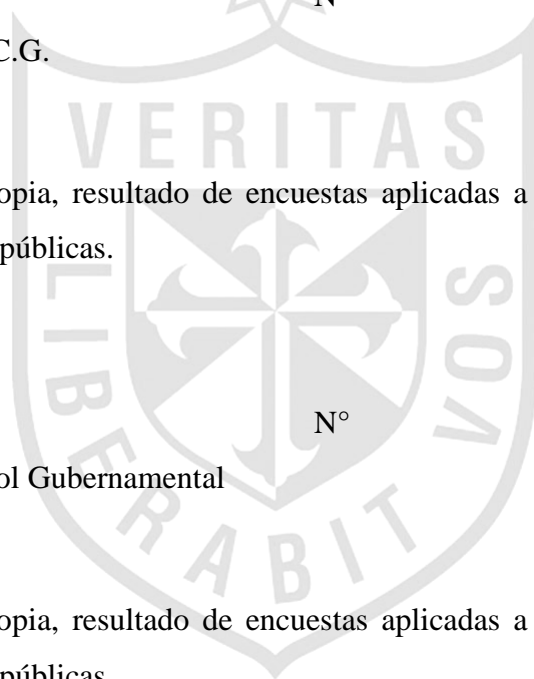 N°
C.G.
VERITAS
opia, resultado de encuestas aplicadas a
públicas.
LIBERABIT VOS
N°
ol Gubernamental
opia, resultado de encuestas aplicadas a
públicas